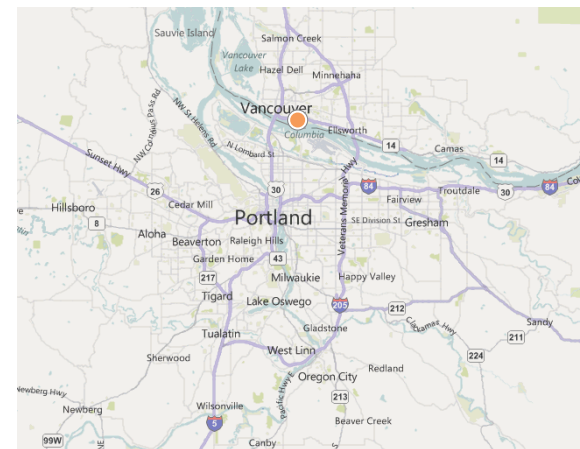 Sauvie Island
Salmon Creek
Vancouver
Lake
Hazel Dell
Minnehaha
NW Cornelius Pass Rd
NW St Helens Rd
Vancouver
Columbia
Ellsworth
14
Camas
14
N Lombard St
Sunset Hwy
26
30
84
Troutdale
30
84
Hillsboro
8
Cedar Mill
Fairview
Portland
Veterans Memorial Hwy
SE Division St
Gresham
Aloha
Beaverton
Raleigh Hills
Garden Home
43
217
Milwaukie
Happy Valley
Tigard
Lake Oswego
205
212
Gladstone
Clackamas Hwy
Sandy
211
Tualatin
Sherwood
West Linn
224
Redland
Oregon City
Pacific Hwy E
213
Newberg Hwy
Newberg
Wilsonville
5
Beaver Creek
99W
Canby